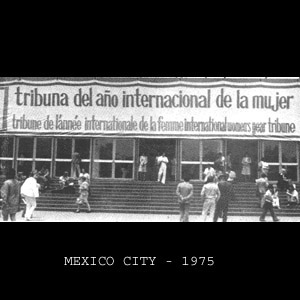 tribuna del año internacional de la mujer
tribune de l'année internationale de la femme international women's year tribune
MEXICO CITY - 1975